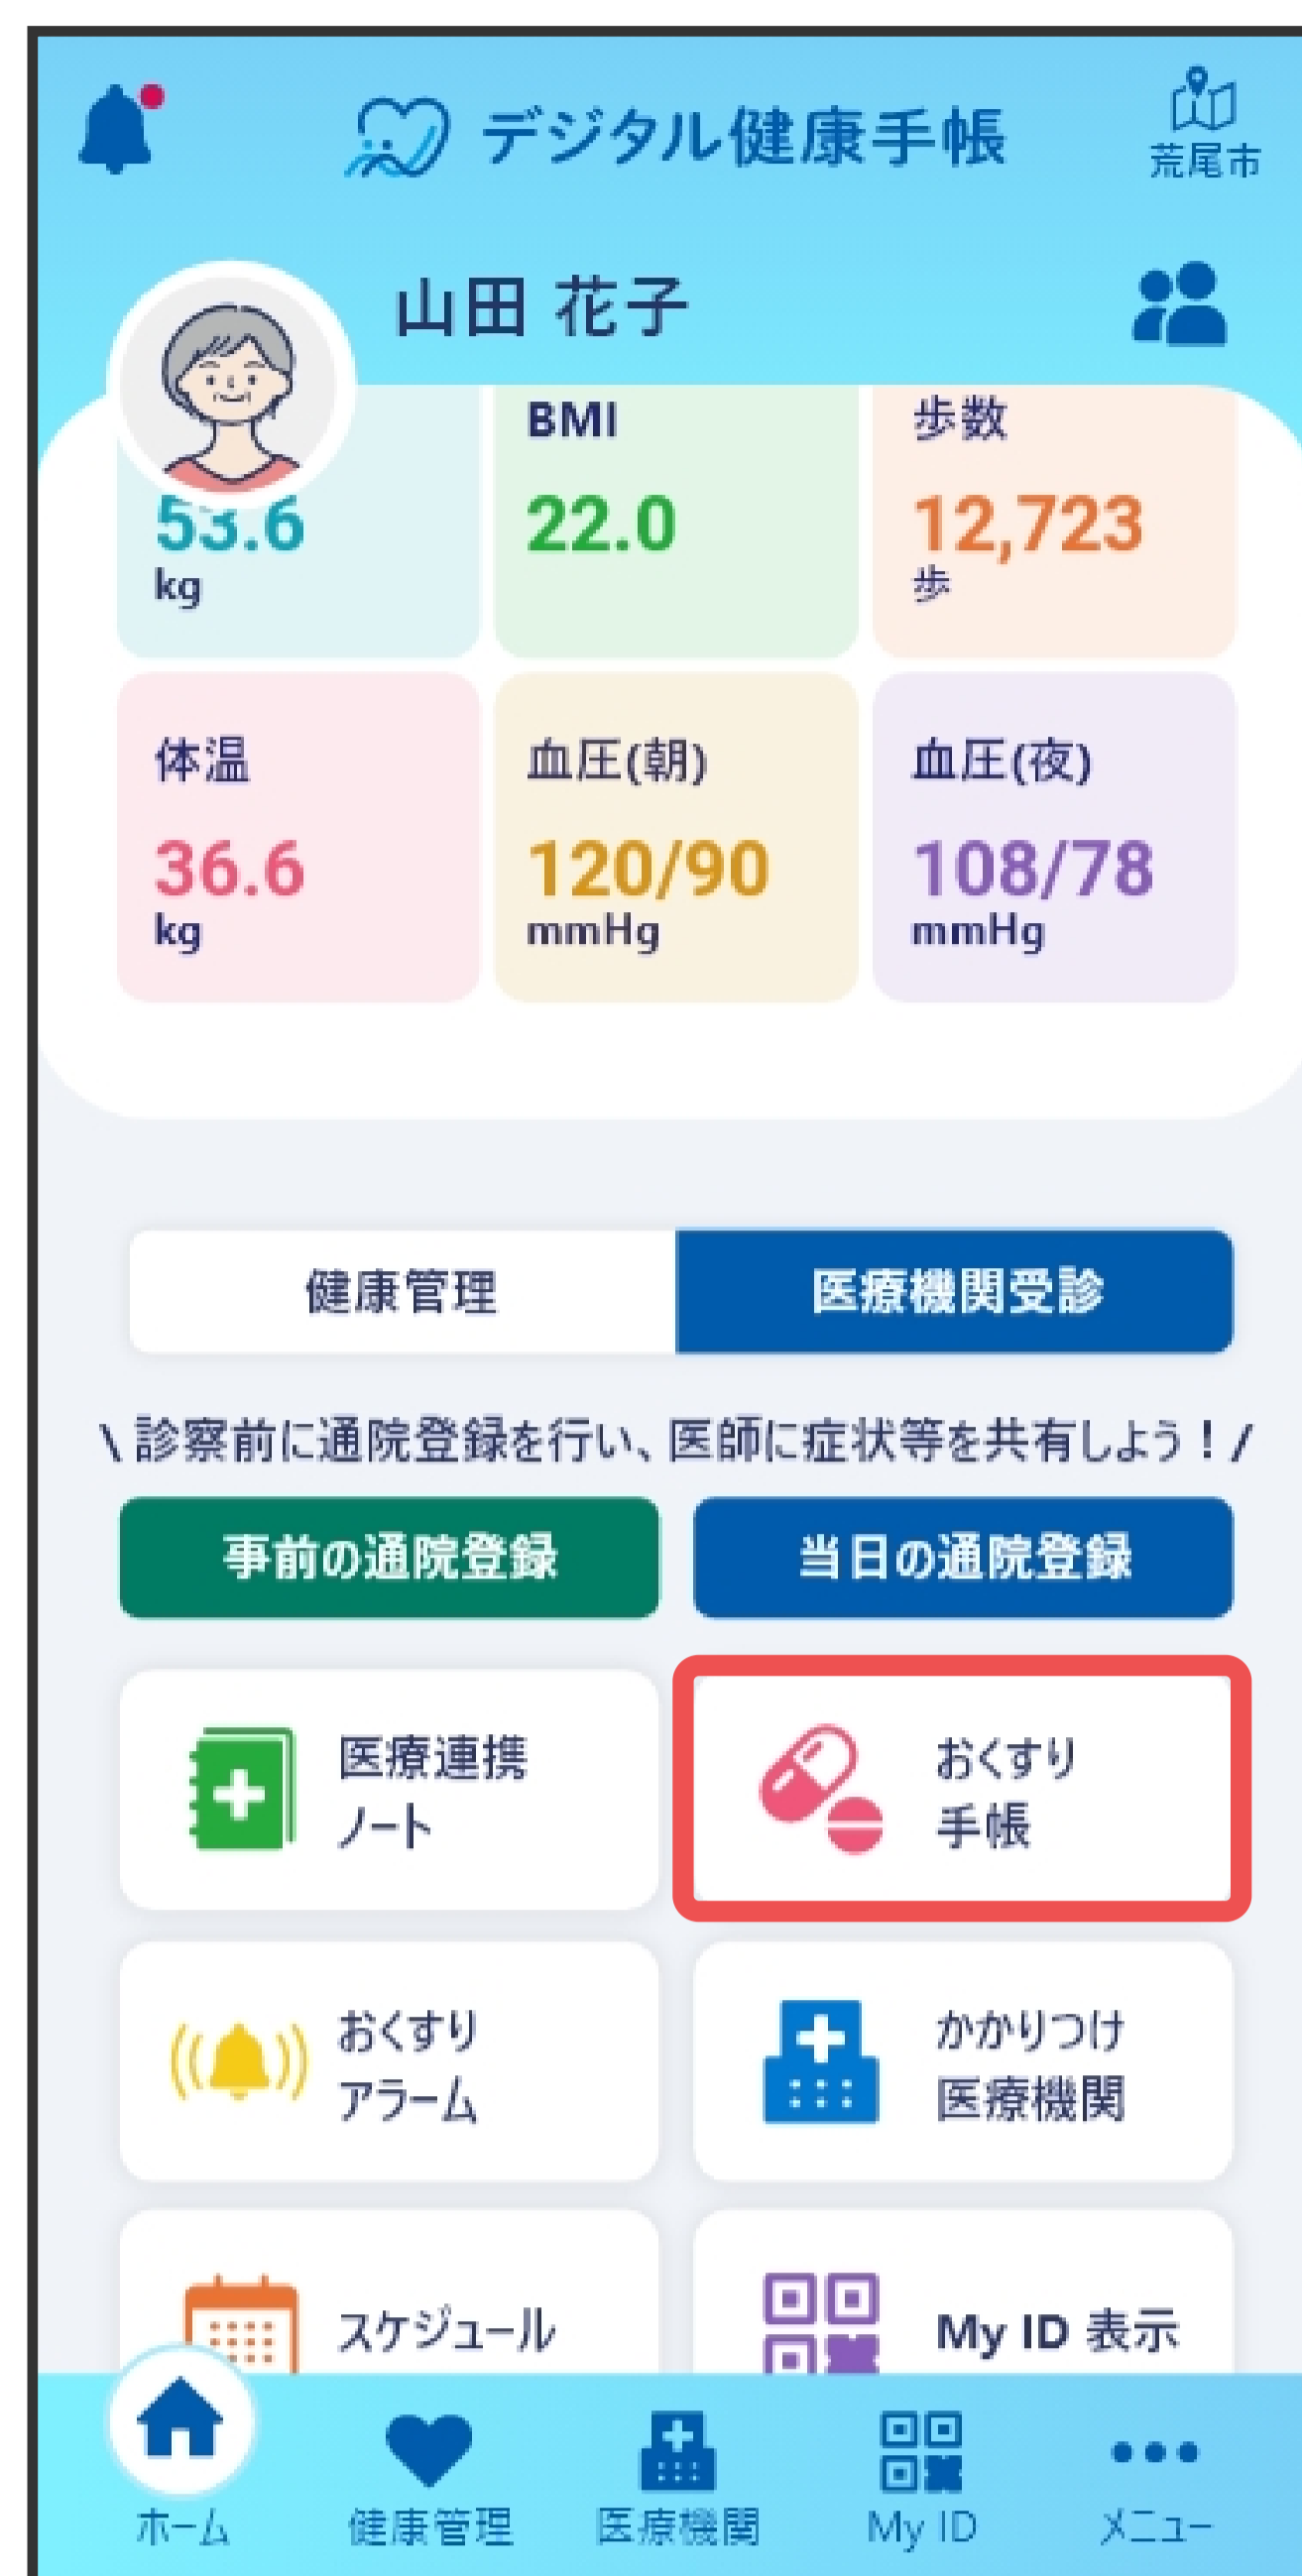 デジタル健康手帳
荒尾市
山田 花子
53.6
kg
BMI
22.0
歩数
12,723
歩
体温
36.6
kg
血圧(朝)
120/90
mmHg
血圧(夜)
108/78
mmHg
健康管理
医療機関受診
\ 診察前に通院登録を行い、医師に症状等を共有しよう！/
事前の通院登録
当日の通院登録
医療連携
ノート
おくすり
手帳
おくすり
アラーム
かかりつけ
医療機関
スケジュール
My ID 表示
ホーム
健康管理
医療機関
My ID
メニュー